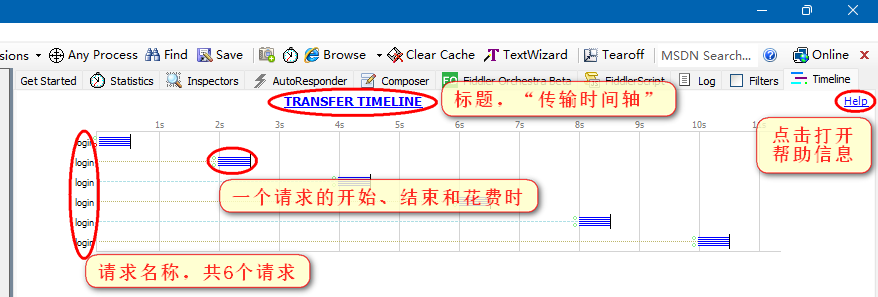 sions Any Process Find Save Browse Clear Cache TextWizard Tearoff MSDN Search... Online
Get Started Statistics Inspectors AutoResponder Composer Fiddler Orchestra Beta FiddlerScript Log Filters Timeline
TRANSFER TIMELINE
标题，“传输时间轴”
Help
点击打开
帮助信息
1s 2s 3s 4s 5s 6s 7s 8s 9s 10s 11s
login
login
login
login
login
login
一个请求的开始、结束和花费时
请求名称，共6个请求